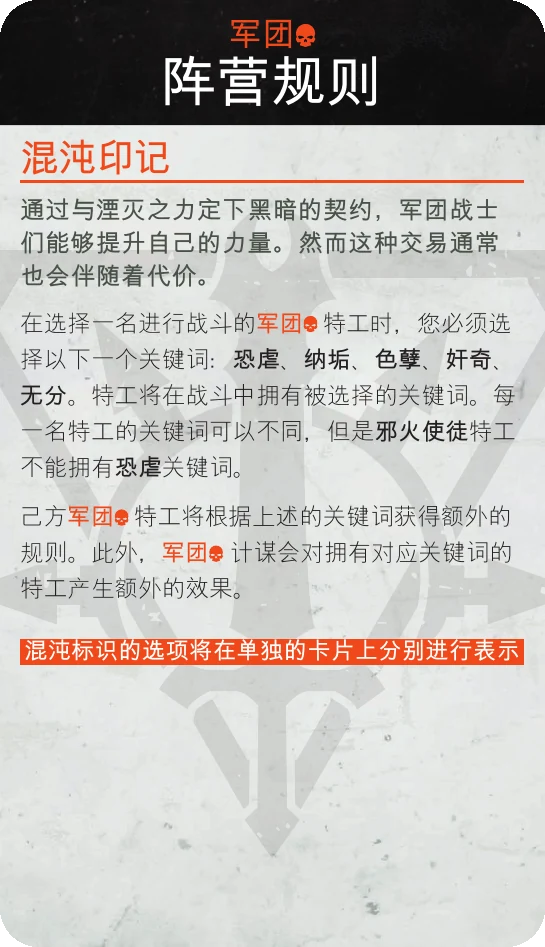 军团
阵营规则
混沌印记
通过与湮灭之力定下黑暗的契约，军团战士
们能够提升自己的力量。然而这种交易通常
也会伴随着代价。
在选择一名进行战斗的军团特工时，您必须选
择以下一个关键词：恐虐、纳垢、色孽、奸奇、
无分。特工将在战斗中拥有被选择的关键词。每
一名特工的关键词可以不同，但是邪火使徒特工
不能拥有恐虐关键词。
己方军团特工将根据上述的关键词获得额外的
规则。此外，军团计谋会对拥有对应关键词的
特工产生额外的效果。
混沌标识的选项将在单独的卡片上分别进行表示